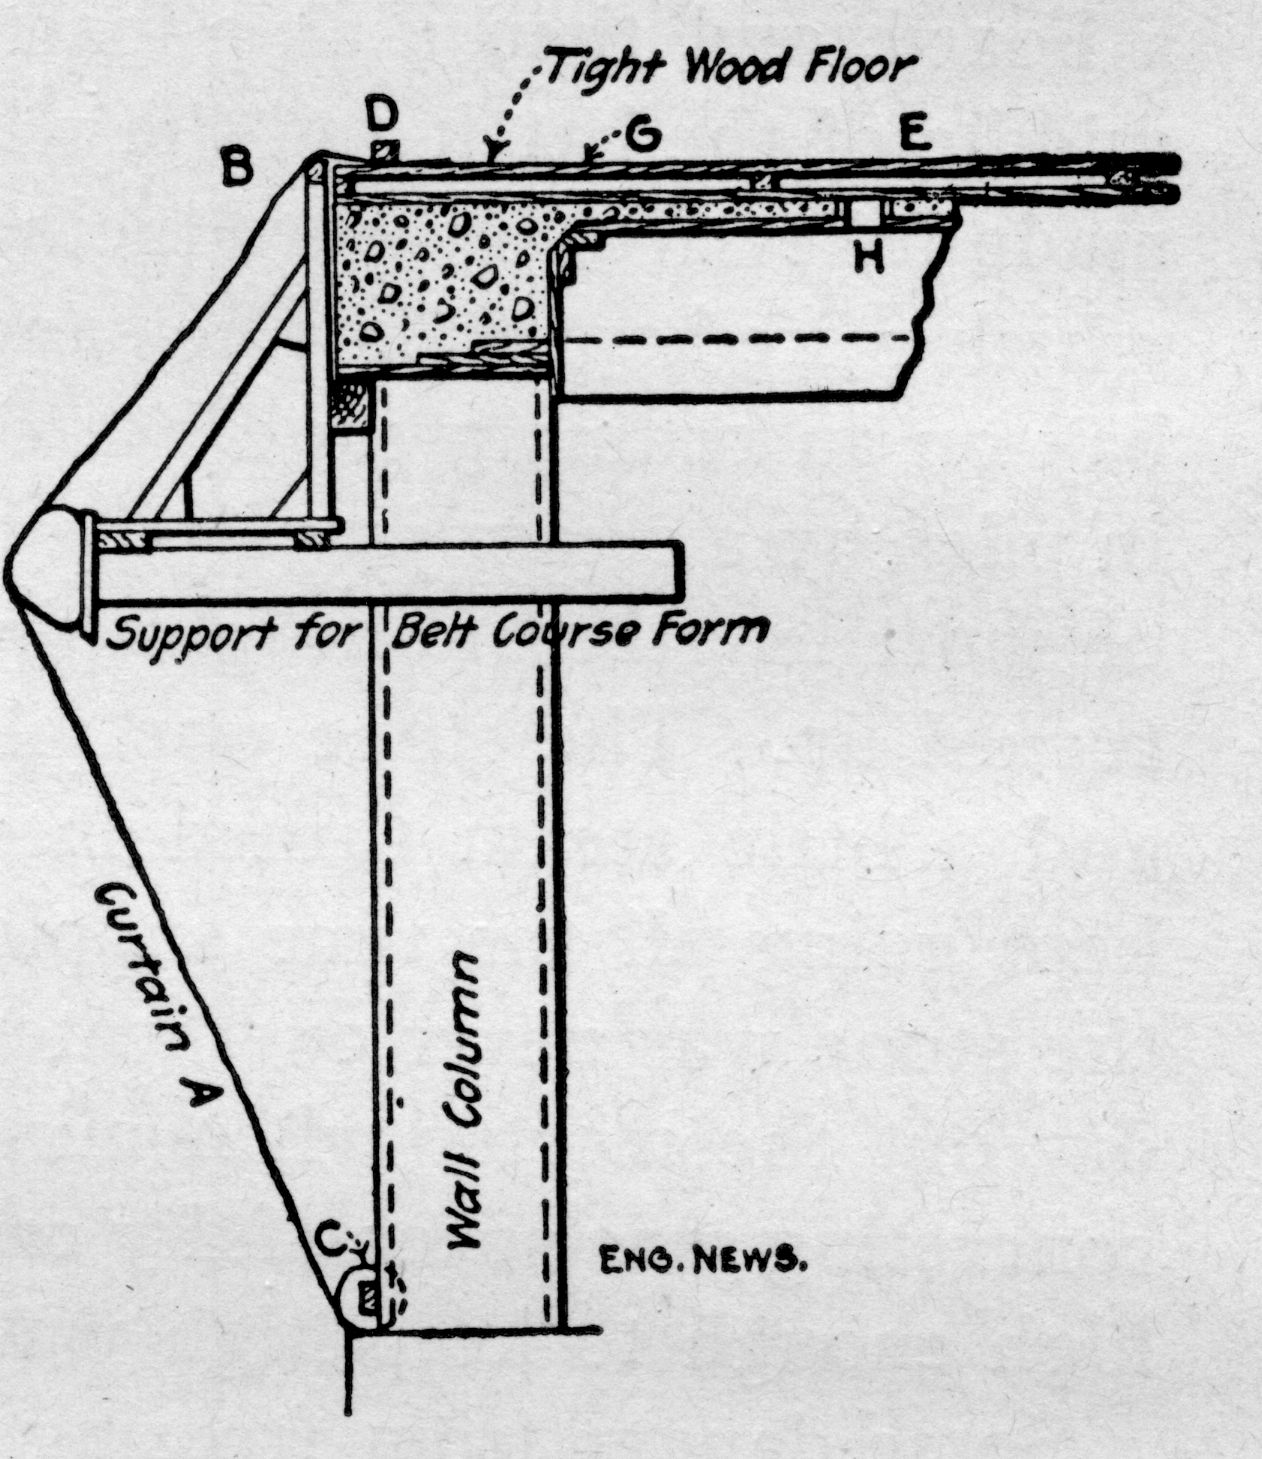 Tight Wood Floor
D
G
E
B
H
Support for Belt Course Form
Curtain A
Wall Column
C
ENG. NEWS.